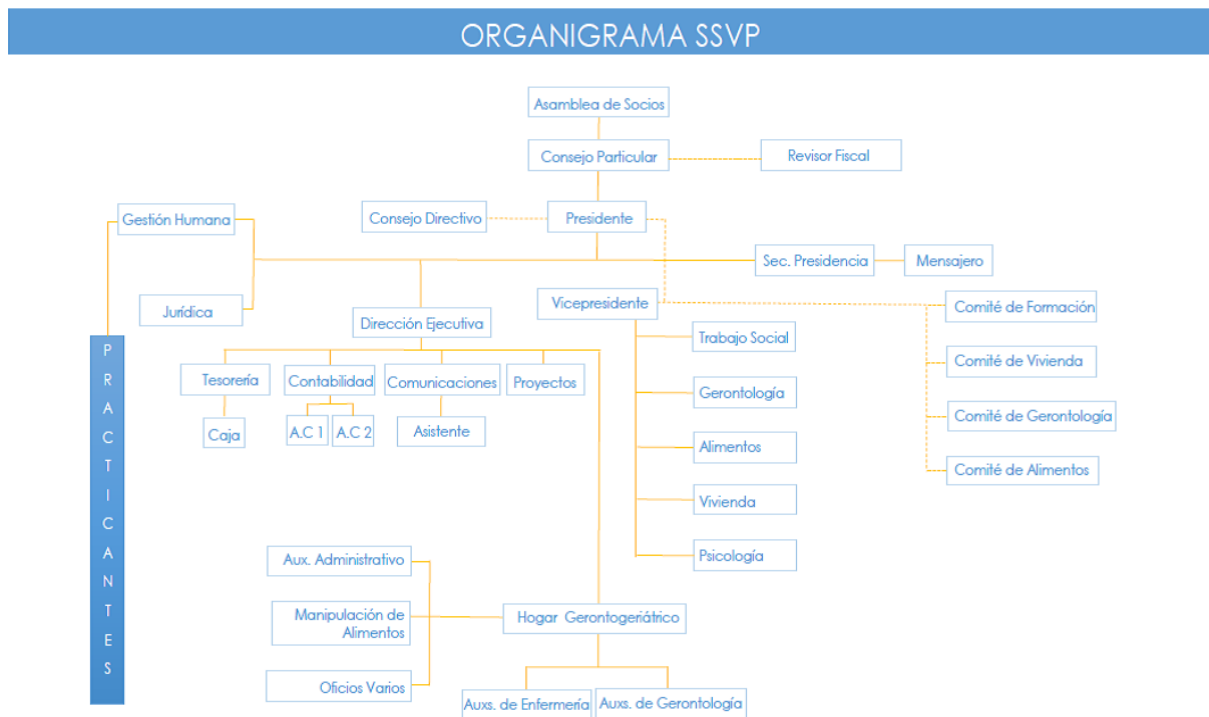 ORGANIGRAMA SSVP
Asamblea de Socios
Consejo Particular
Revisor Fiscal
Gestión Humana
Consejo Directivo
Presidente
Sec. Presidencia
Mensajero
Jurídica
Dirección Ejecutiva
Vicepresidente
Comité de Formación
Trabajo Social
Comité de Vivienda
Tesorería
Contabilidad
Comunicaciones
Proyectos
Gerontología
Comité de Gerontología
Caja
A.C 1
A.C 2
Asistente
Alimentos
Comité de Alimentos
Vivienda
Psicología
PRACTICANTES
Aux. Administrativo
Manipulación de
Alimentos
Hogar Gerontogeriátrico
Oficios Varios
Auxs. de Enfermería
Auxs. de Gerontología